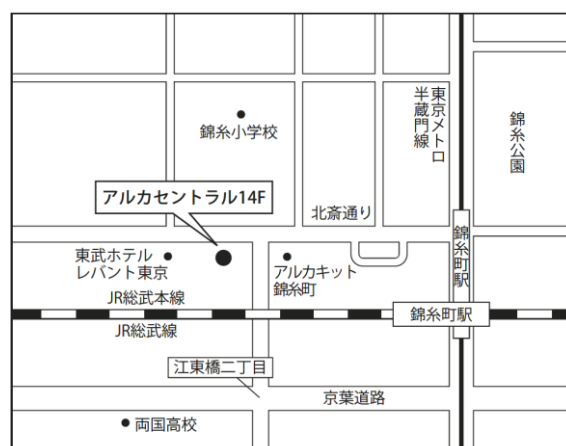 錦糸小学校
東京メトロ
半蔵門線
錦糸公園
アルカセントラル14F
北斎通り
東武ホテル
レバント東京
アルカキット
錦糸町
錦糸町駅
JR総武本線
錦糸町駅
JR総武線
江東橋二丁目
京葉道路
両国高校